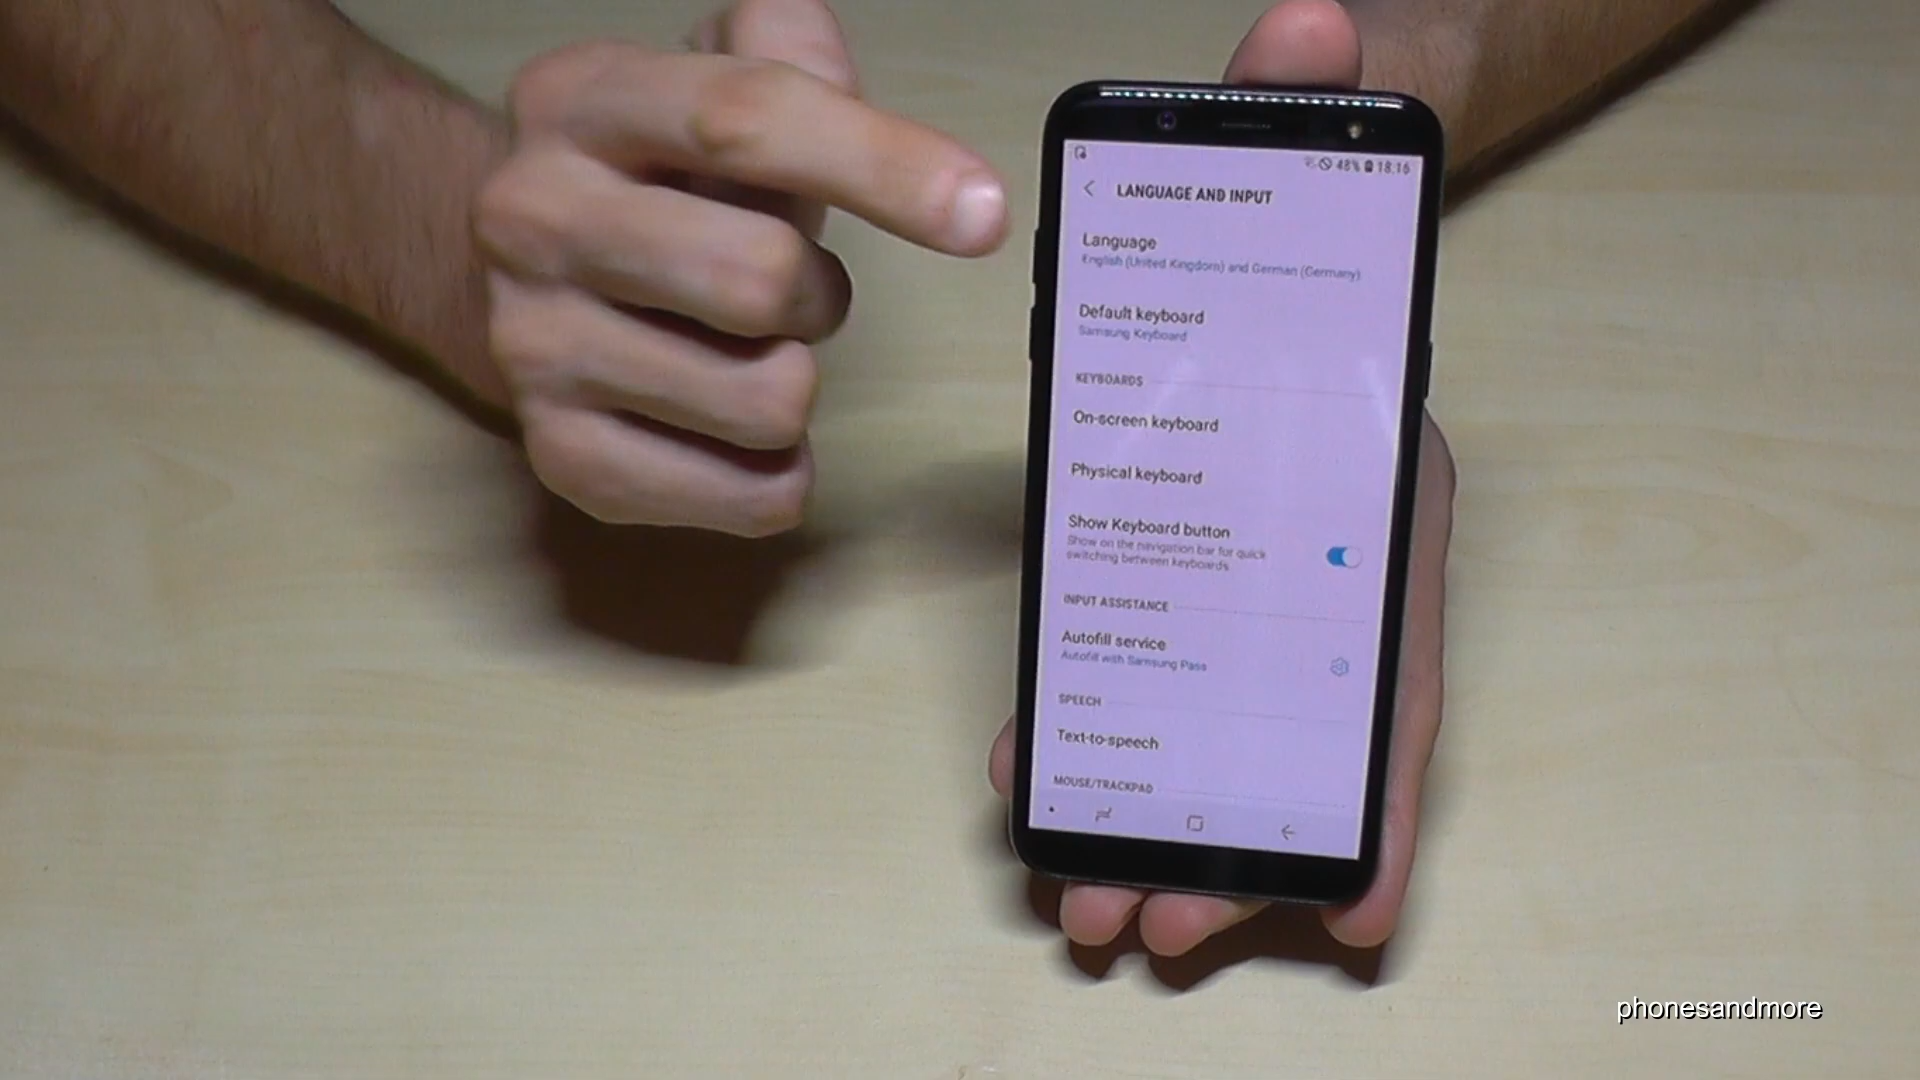 48% 18:16
LANGUAGE AND INPUT
Language
English (United Kingdom) and German (Germany)
Default keyboard
Samsung Keyboard
KEYBOARDS
On-screen keyboard
Physical keyboard
Show Keyboard button
Show on the navigation bar for quick
switching between keyboards
INPUT ASSISTANCE
Autofill service
Autofill with Samsung Pass
SPEECH
Text-to-speech
MOUSE/TRACKPAD
phonesandmore